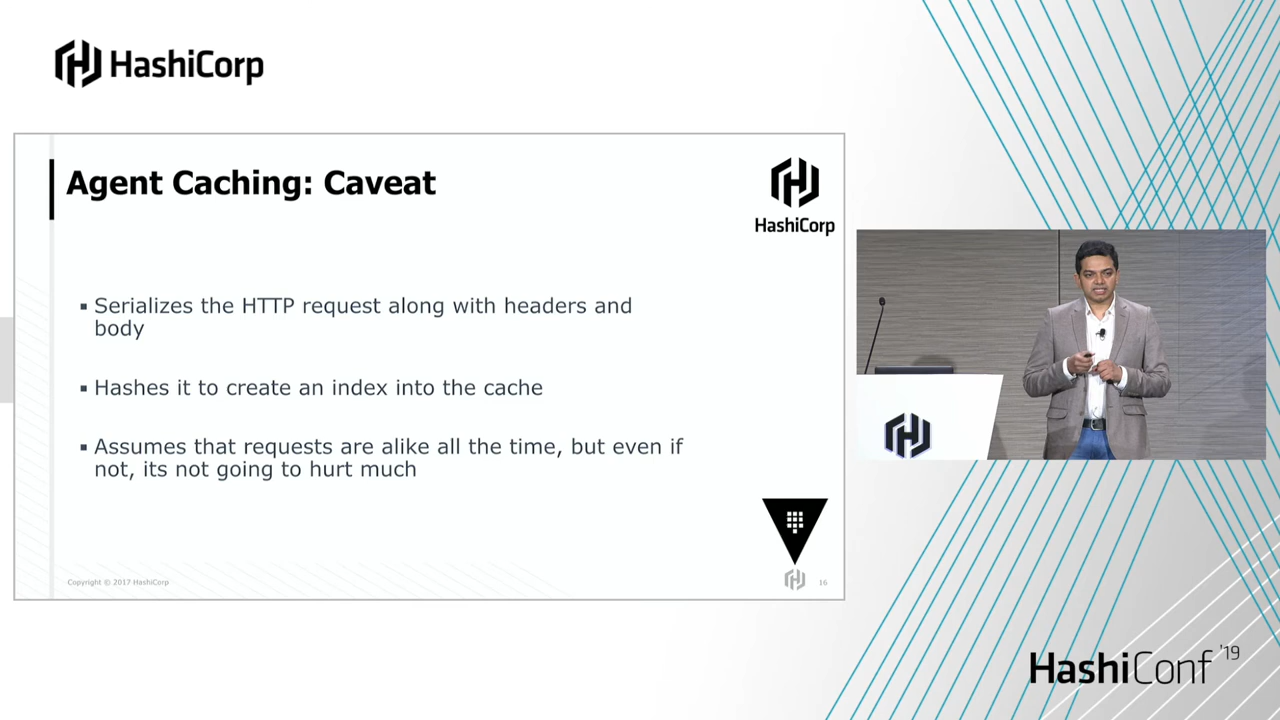 HashiCorp
Agent Caching: Caveat
HashiCorp
Serializes the HTTP request along with headers and
body
Hashes it to create an index into the cache
Assumes that requests are alike all the time, but even if
not, its not going to hurt much
Copyright © 2017 HashiCorp
16
HashiConf '19